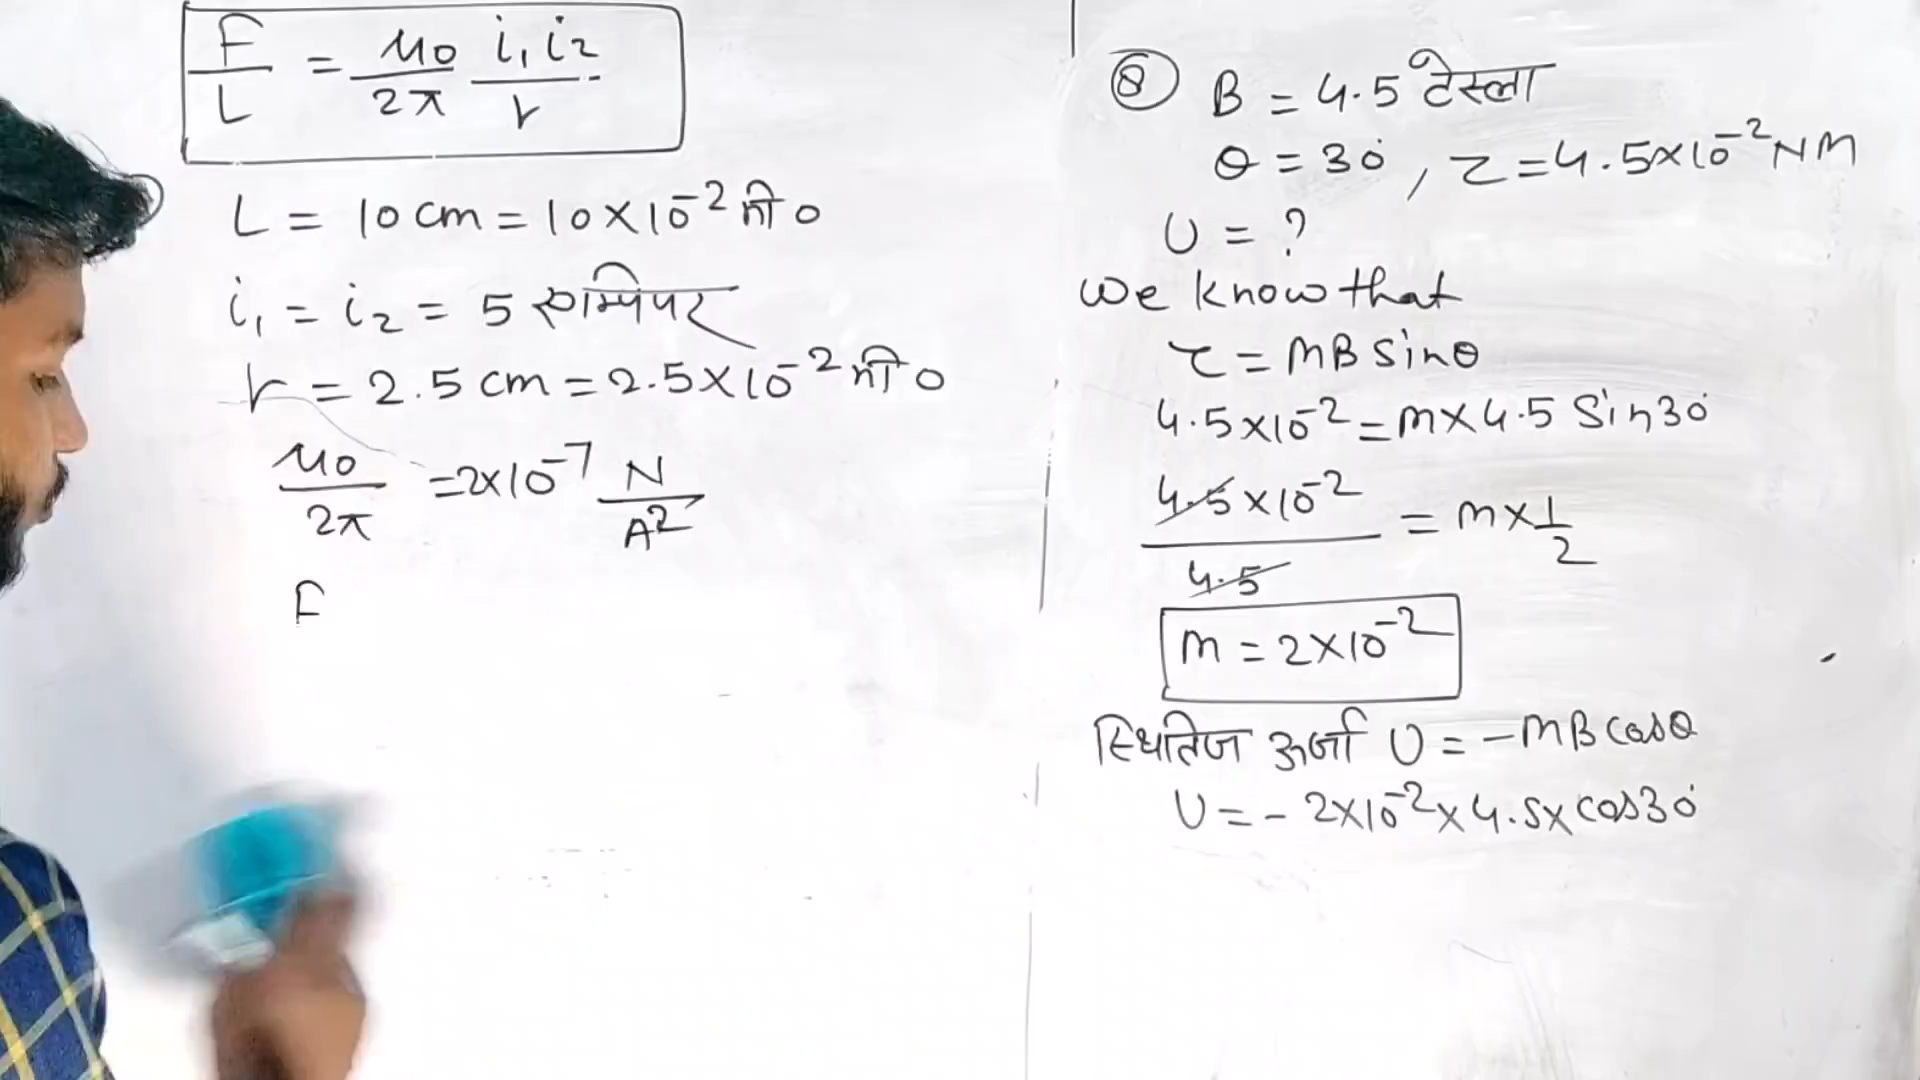 F/L = μ0/2π i1 i2/r
L = 10 cm = 10×10^-2 मी०
i1 = i2 = 5 एम्पियर
r = 2.5 cm = 2.5×10^-2 मी०
μ0/2π = 2×10^-7 N/A^2
F
⑧ B = 4.5 टेस्ला
θ = 30°, τ = 4.5×10^-2 NM
U = ?
We know that
τ = MB sinθ
4.5×10^-2 = m×4.5 Sin30°
4.5×10^-2/4.5 = m×1/2
m = 2×10^-2
स्थितिज ऊर्जा U = -MB cosθ
U = - 2×10^-2×4.5×cos30°